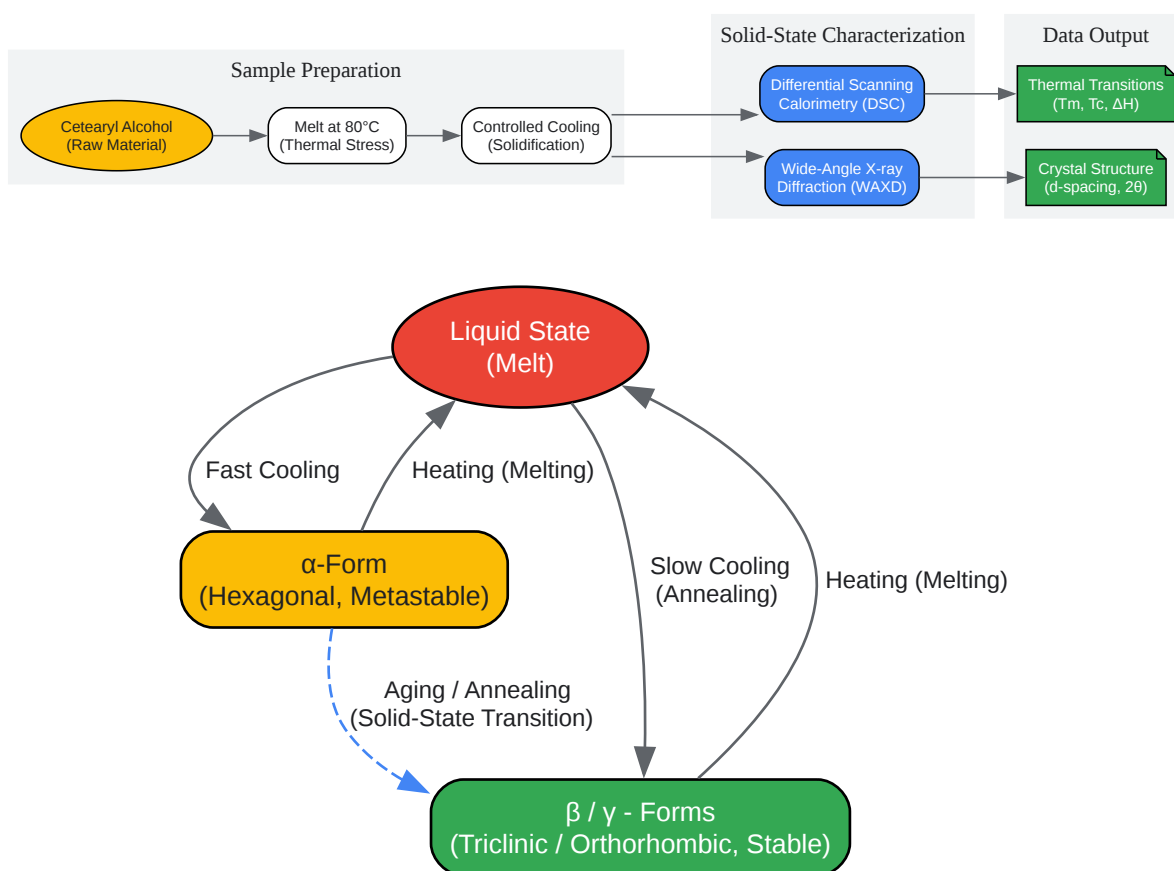 Sample Preparation
Solid-State Characterization
Data Output
Cetearyl Alcohol
(Raw Material)
Melt at 80°C
(Thermal Stress)
Controlled Cooling
(Solidification)
Differential Scanning
Calorimetry (DSC)
Thermal Transitions
(Tm, Tc, ΔH)
Wide-Angle X-ray
Diffraction (WAXD)
Crystal Structure
(d-spacing, 2θ)
Liquid State
(Melt)
Fast Cooling
Heating (Melting)
α-Form
(Hexagonal, Metastable)
Slow Cooling
(Annealing)
Heating (Melting)
Aging / Annealing
(Solid-State Transition)
β / γ - Forms
(Triclinic / Orthorhombic, Stable)